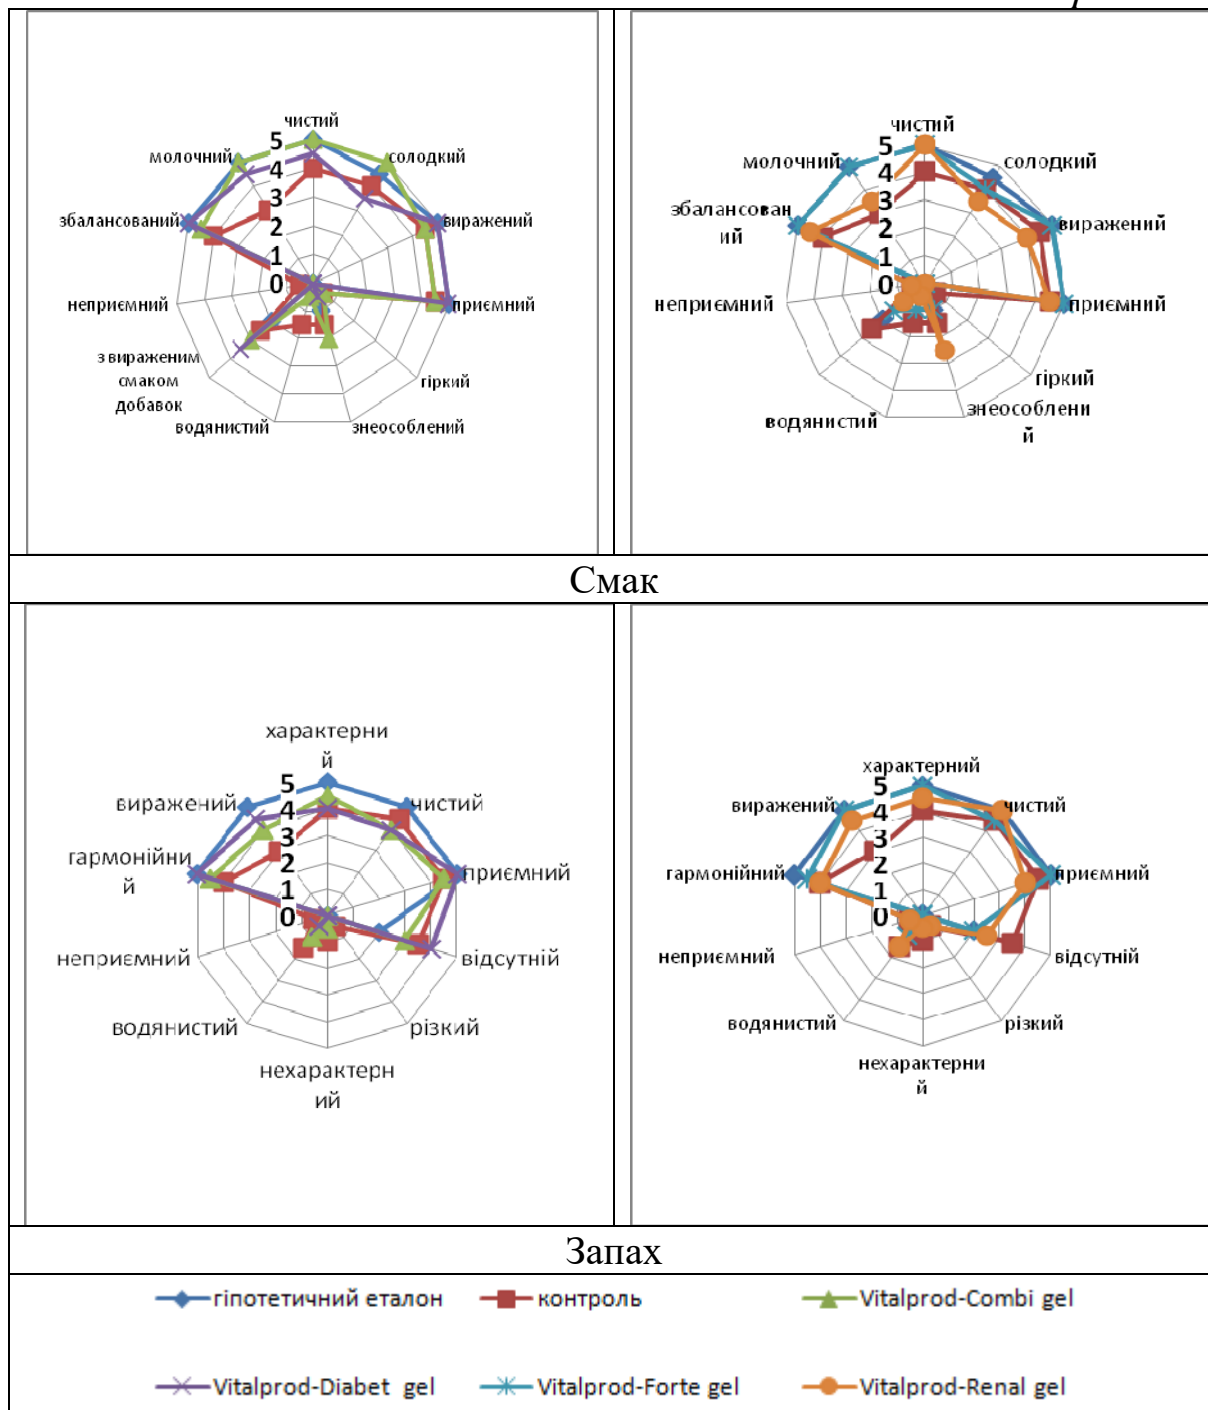 чистий
5
4
3
2
1
0
солодкий
виражений
приємний
гіркий
знеособлений
водянистий
з вираженим
смаком
добавок
неприємний
збалансований
молочний
чистий
5
4
3
2
1
0
солодкий
виражений
приємний
гіркий
знеособлени
й
водянистий
неприємний
збалансован
ий
молочний
Смак
характерни
й
5
4
3
2
1
0
чистий
приємний
відсутній
різкий
нехарактерн
ий
водянистий
неприємний
гармонійни
й
виражений
характерний
5
4
3
2
1
0
чистий
приємний
відсутній
різкий
нехарактерни
й
водянистий
неприємний
гармонійний
виражений
Запах
гіпотетичний еталон
контроль
Vitalprod-Combi gel
Vitalprod-Diabet gel
Vitalprod-Forte gel
Vitalprod-Renal gel